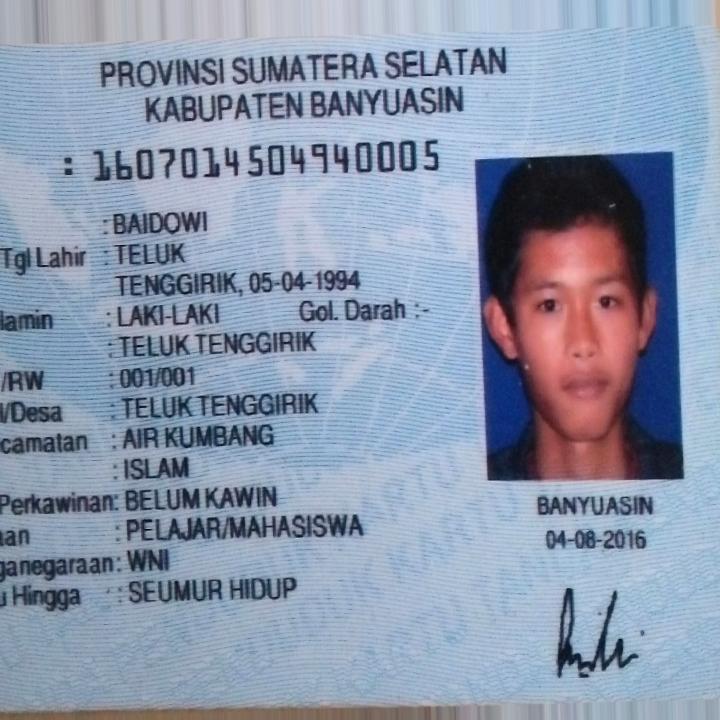 PROVINSI SUMATERA SELATAN
KABUPATEN BANYUASIN
: 1607014504940005
: BAIDOWI
Tgl Lahir : TELUK
TENGGIRIK, 05-04-1994
lamin : LAKI-LAKI Gol. Darah :-
: TELUK TENGGIRIK
/RW : 001/001
/Desa : TELUK TENGGIRIK
camatan : AIR KUMBANG
: ISLAM
Perkawinan: BELUM KAWIN
aan : PELAJAR/MAHASISWA
ganegaraan: WNI
u Hingga : SEUMUR HIDUP
BANYUASIN
04-08-2016